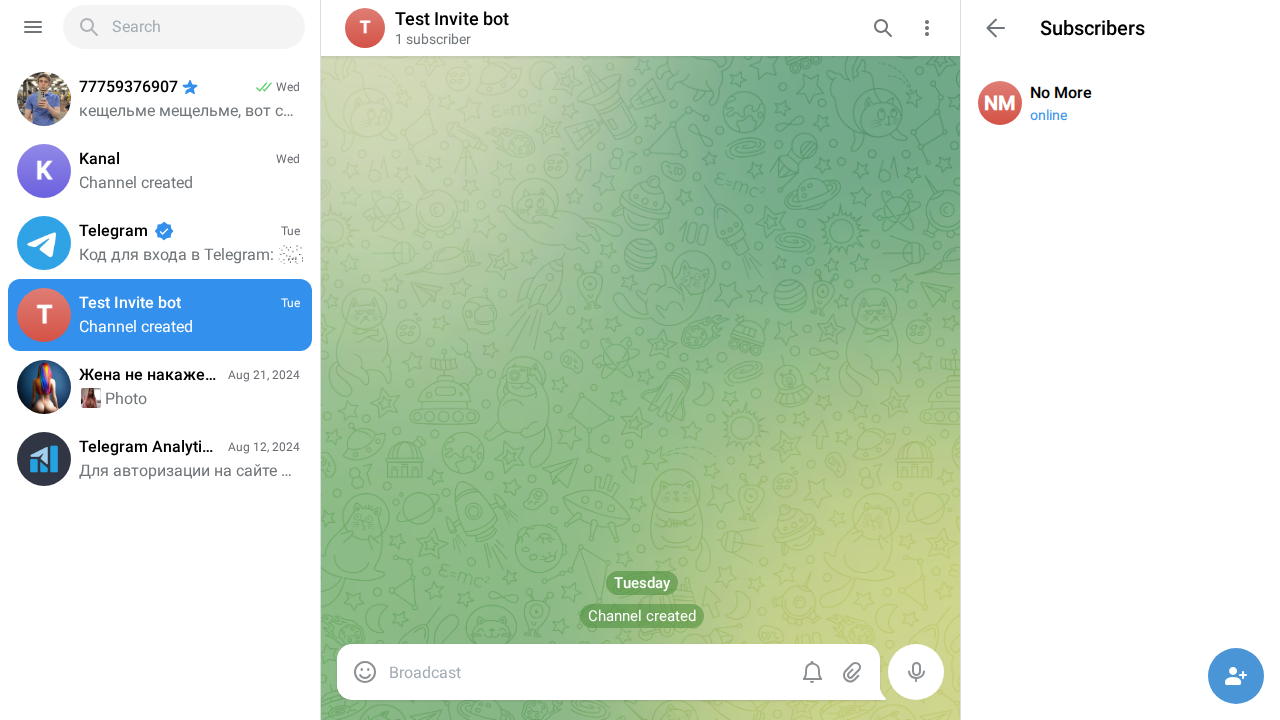 Search
77759376907
Wed
кещельме мещельме, вот с…
K
Kanal
Wed
Channel created
Telegram
Tue
Код для входа в Telegram:
T
Test Invite bot
Tue
Channel created
Жена не накаже…
Aug 21, 2024
Photo
Telegram Analyti…
Aug 12, 2024
Для авторизации на сайте …
T
Test Invite bot
1 subscriber
Tuesday
Channel created
Broadcast
Subscribers
NM
No More
online